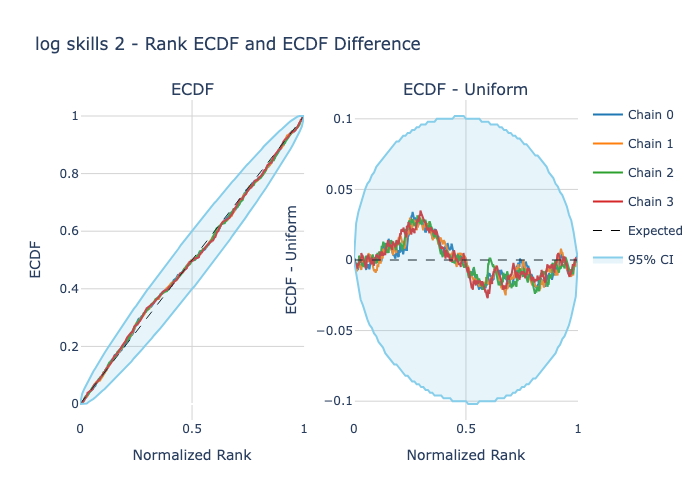 log skills 2 - Rank ECDF and ECDF Difference
ECDF
ECDF - Uniform
1
0.8
0.6
0.4
0.2
0
ECDF
0
0.5
1
Normalized Rank
0.1
0.05
0
−0.05
−0.1
ECDF - Uniform
0
0.5
1
Normalized Rank
Chain 0
Chain 1
Chain 2
Chain 3
Expected
95% CI